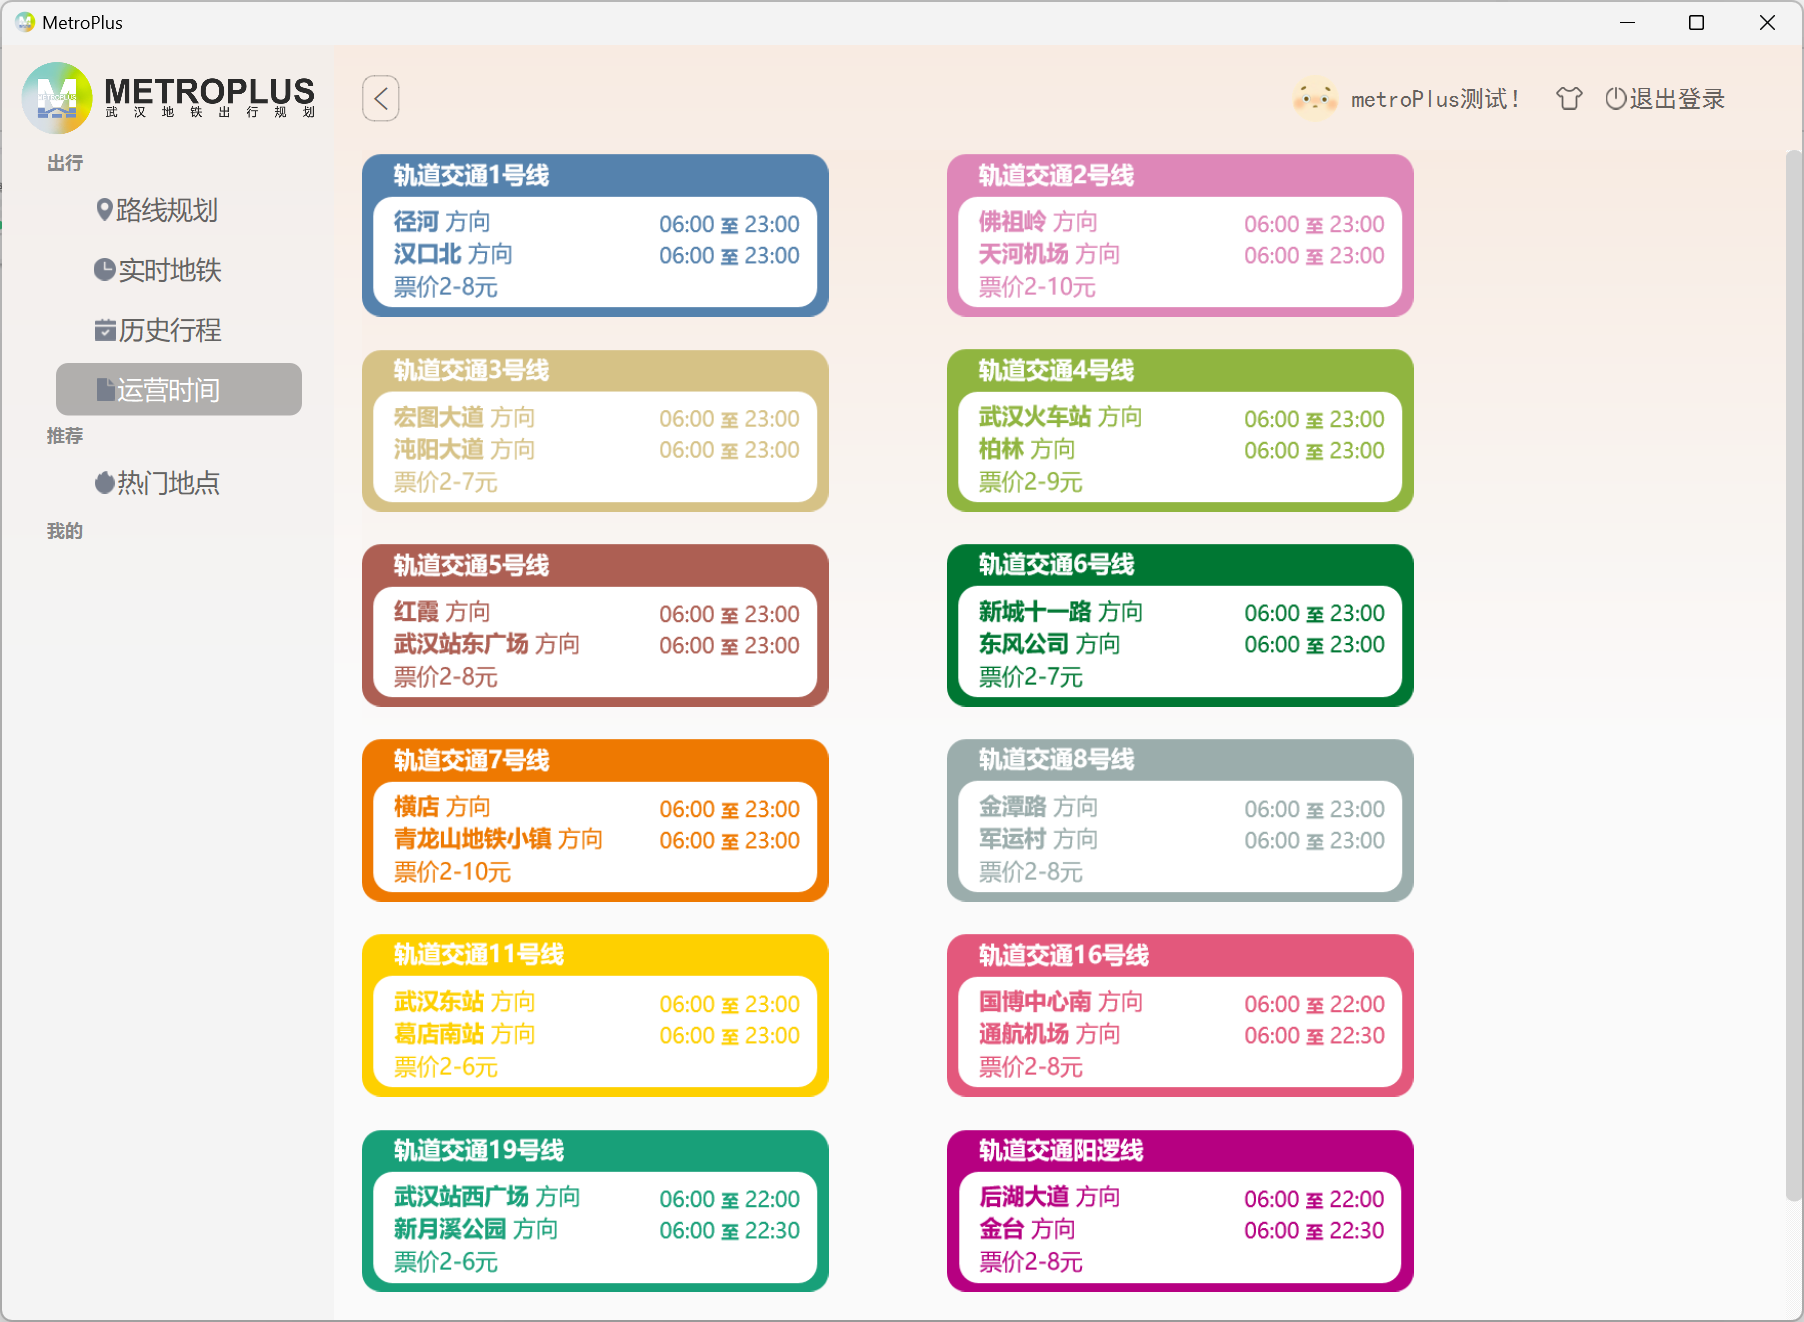 MetroPlus
METROPLUS
武汉地铁出行规划
metroPlus测试!
退出登录
出行
路线规划
实时地铁
历史行程
运营时间
推荐
热门地点
我的
轨道交通1号线
径河 方向 06:00 至 23:00
汉口北 方向 06:00 至 23:00
票价2-8元
轨道交通2号线
佛祖岭 方向 06:00 至 23:00
天河机场 方向 06:00 至 23:00
票价2-10元
轨道交通3号线
宏图大道 方向 06:00 至 23:00
沌阳大道 方向 06:00 至 23:00
票价2-7元
轨道交通4号线
武汉火车站 方向 06:00 至 23:00
柏林 方向 06:00 至 23:00
票价2-9元
轨道交通5号线
红霞 方向 06:00 至 23:00
武汉站东广场 方向 06:00 至 23:00
票价2-8元
轨道交通6号线
新城十一路 方向 06:00 至 23:00
东风公司 方向 06:00 至 23:00
票价2-7元
轨道交通7号线
横店 方向 06:00 至 23:00
青龙山地铁小镇 方向 06:00 至 23:00
票价2-10元
轨道交通8号线
金潭路 方向 06:00 至 23:00
军运村 方向 06:00 至 23:00
票价2-8元
轨道交通11号线
武汉东站 方向 06:00 至 23:00
葛店南站 方向 06:00 至 23:00
票价2-6元
轨道交通16号线
国博中心南 方向 06:00 至 22:00
通航机场 方向 06:00 至 22:30
票价2-8元
轨道交通19号线
武汉站西广场 方向 06:00 至 22:00
新月溪公园 方向 06:00 至 22:30
票价2-6元
轨道交通阳逻线
后湖大道 方向 06:00 至 22:00
金台 方向 06:00 至 22:30
票价2-8元